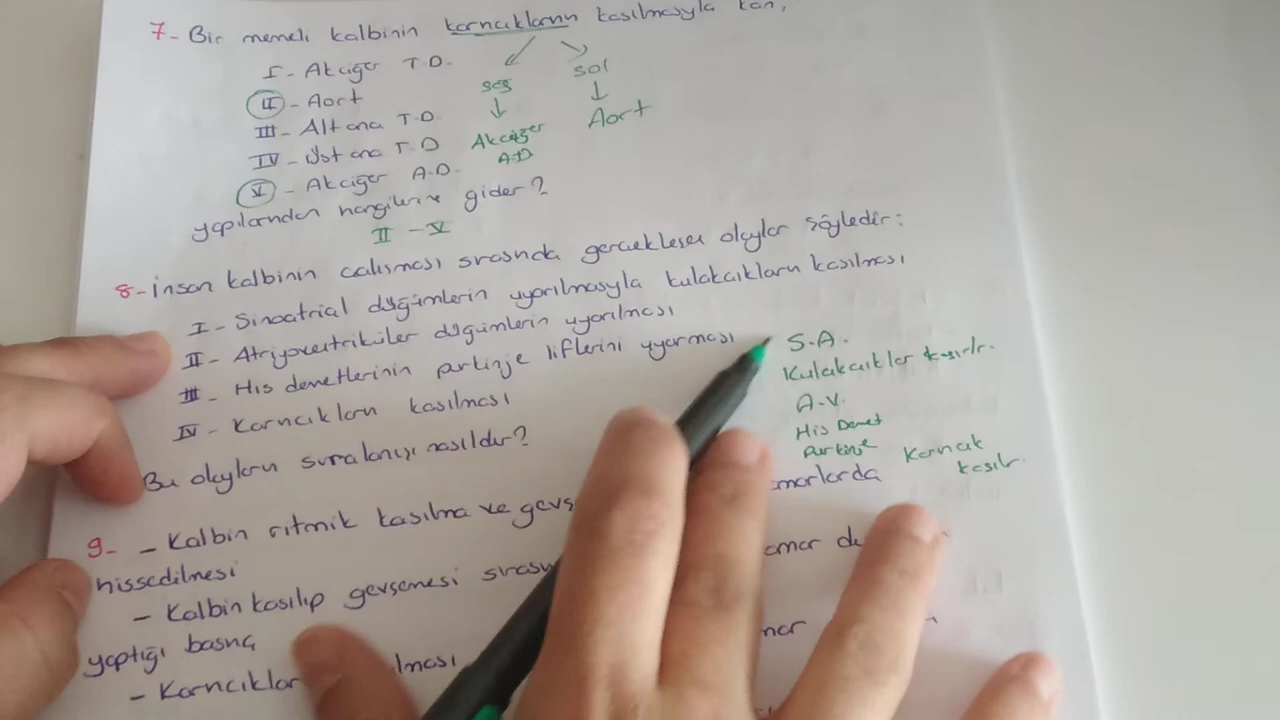 7- Bir memeli kalbinin karıncıklarının kasılmasıyla kan,
I- Akciğer T.D.
II - Aort
III- Alt ana T.D
IV - Üst ana T.D
V - Akciğer A.D.
sağ
sol
Akciğer A.D
Aort
yapılarından hangilerine gider?
II - V
8- İnsan kalbinin çalışması sırasında gerçekleşen olaylar şöyledir:
I - Sinoatrial düğümlerin uyarılmasıyla kulakçıkların kasılması
II - Atriyoventriküler düğümlerin uyarılması
III - His demetlerinin purkinje liflerini uyarması
IV - Karıncıkların kasılması
S.A.
Kulakcıklar kasılır.
A.V.
His Demet
purkinje
Karıncık kasılır.
Bu olayların sıralanışı nasıldır?
9- - Kalbin ritmik kasılma ve gevş
hissedilmesi
- Kalbin kasılıp gevşemesi
yaptığı basınç
- Karıncıklar